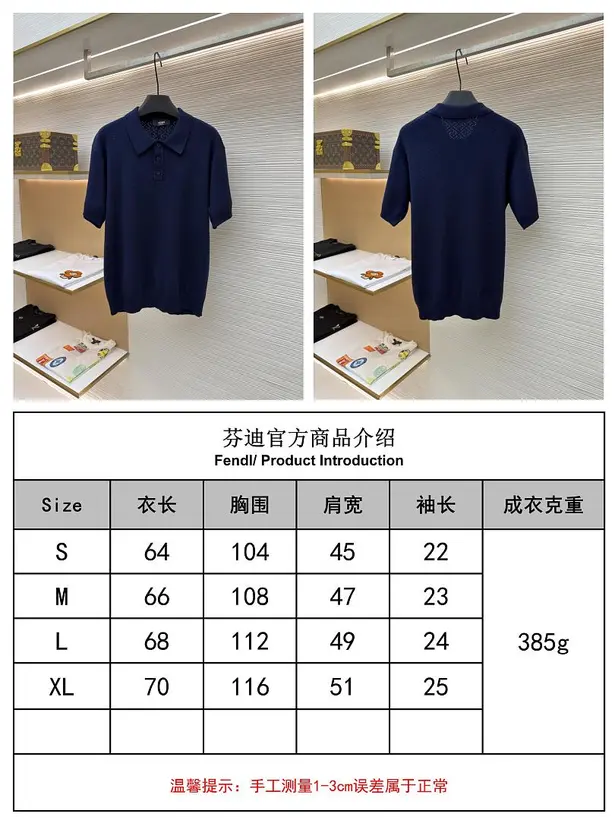 芬迪官方商品介绍
FendI/ Product Introduction
Size 衣长 胸围 肩宽 袖长 成衣克重
S 64 104 45 22
M 66 108 47 23
L 68 112 49 24
XL 70 116 51 25
385g
温馨提示：手工测量1-3cm误差属于正常